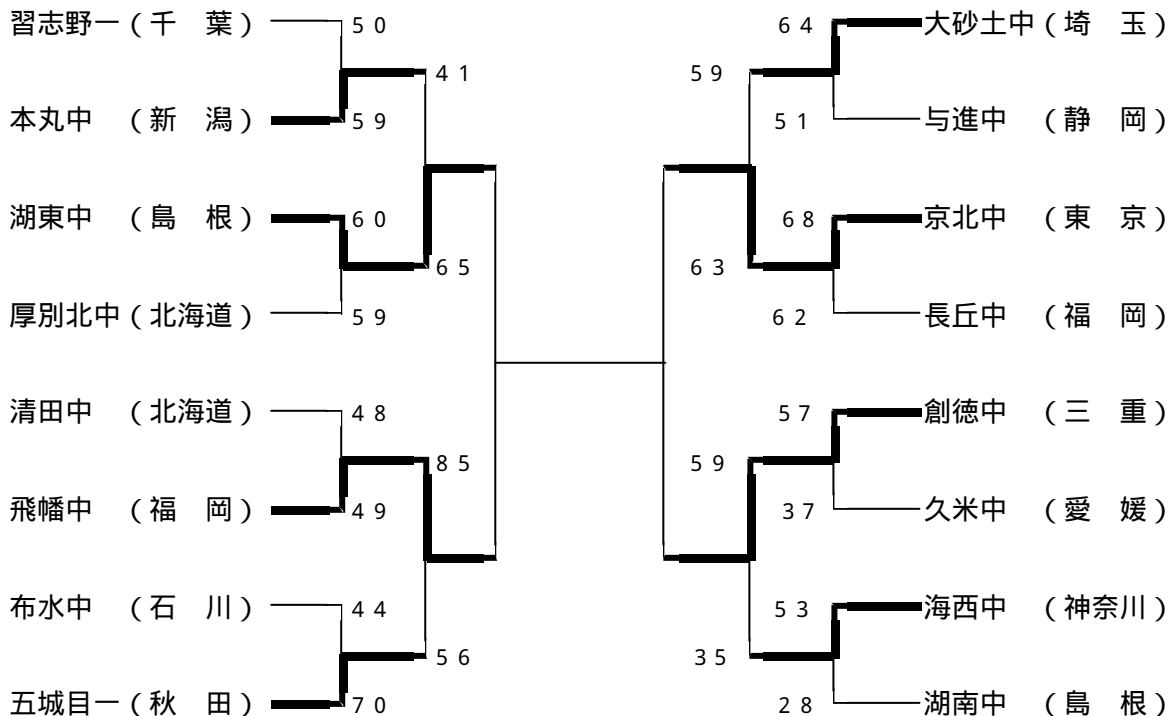 習志野一（千　葉） 50 64 大砂土中（埼　玉）
41 59
本丸中　（新　潟） 59 51 与進中　（静　岡）
湖東中　（島　根） 60 68 京北中　（東　京）
65 63
厚別北中（北海道） 59 62 長丘中　（福　岡）
清田中　（北海道） 48 57 創徳中　（三　重）
85 59
飛幡中　（福　岡） 49 37 久米中　（愛　媛）
布水中　（石　川） 44 53 海西中　（神奈川）
56 35
五城目一（秋　田） 70 28 湖南中　（島　根）